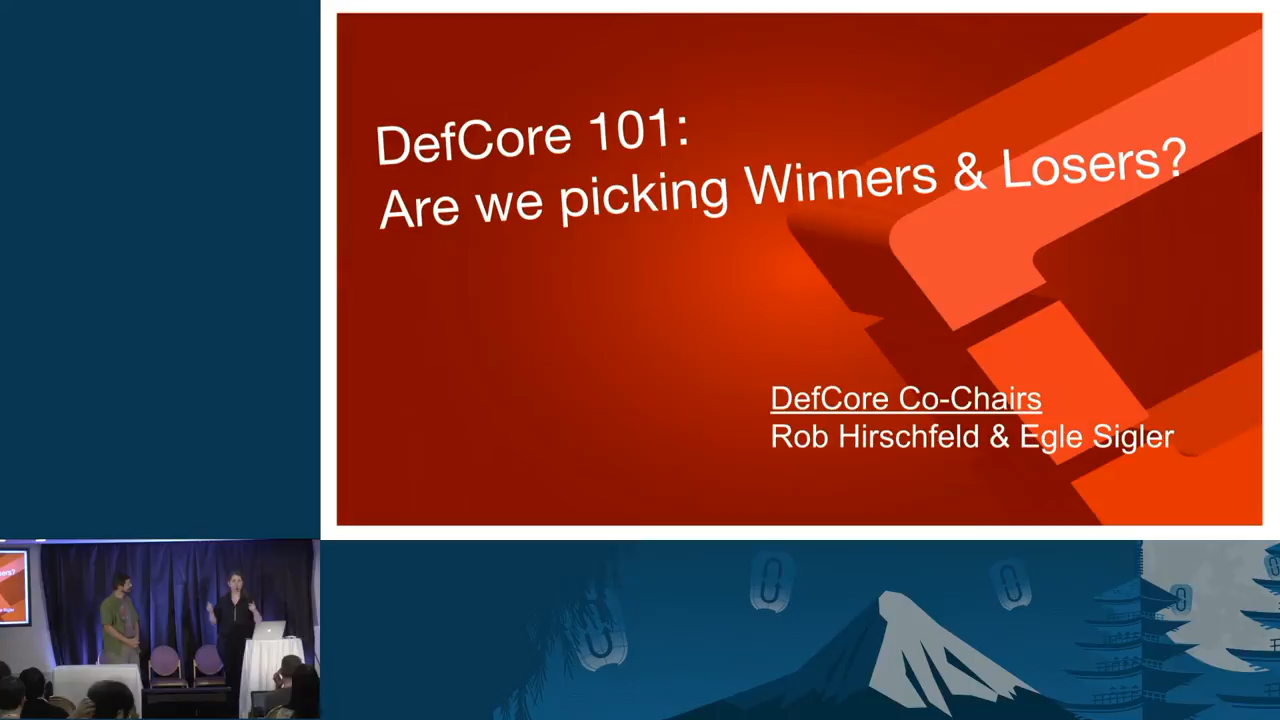 DefCore 101:
Are we picking Winners & Losers?
DefCore Co-Chairs
Rob Hirschfeld & Egle Sigler